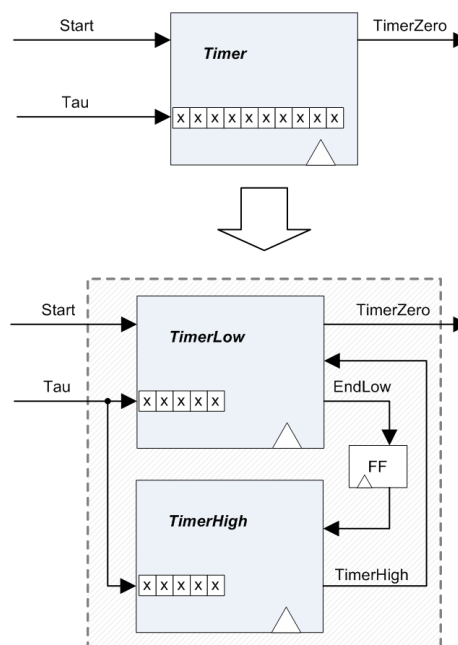 Start
TimerZero
Timer
Tau
x x x x x x x x x x
Start
TimerZero
TimerLow
Tau
EndLow
x x x x x
FF
TimerHigh
TimerHigh
x x x x x